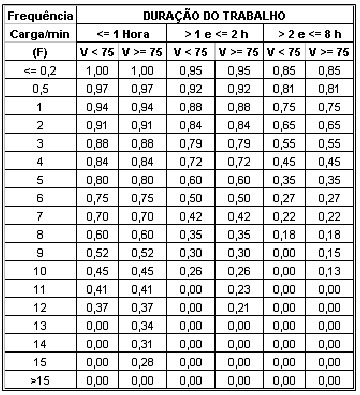 Frequência DURAÇÃO DO TRABALHO
Carga/min <= 1 Hora > 1 e <= 2 h > 2 e <= 8 h
(F) V < 75 V >= 75 V < 75 V >= 75 V < 75 V >= 75
<= 0,2 1,00 1,00 0,95 0,95 0,85 0,85
0,5 0,97 0,97 0,92 0,92 0,81 0,81
1 0,94 0,94 0,88 0,88 0,75 0,75
2 0,91 0,91 0,84 0,84 0,65 0,65
3 0,88 0,88 0,79 0,79 0,55 0,55
4 0,84 0,84 0,72 0,72 0,45 0,45
5 0,80 0,80 0,60 0,60 0,35 0,35
6 0,75 0,75 0,50 0,50 0,27 0,27
7 0,70 0,70 0,42 0,42 0,22 0,22
8 0,60 0,60 0,35 0,35 0,18 0,18
9 0,52 0,52 0,30 0,30 0,00 0,15
10 0,45 0,45 0,26 0,26 0,00 0,13
11 0,41 0,41 0,00 0,23 0,00 0,00
12 0,37 0,37 0,00 0,21 0,00 0,00
13 0,00 0,34 0,00 0,00 0,00 0,00
14 0,00 0,31 0,00 0,00 0,00 0,00
15 0,00 0,28 0,00 0,00 0,00 0,00
>15 0,00 0,00 0,00 0,00 0,00 0,00